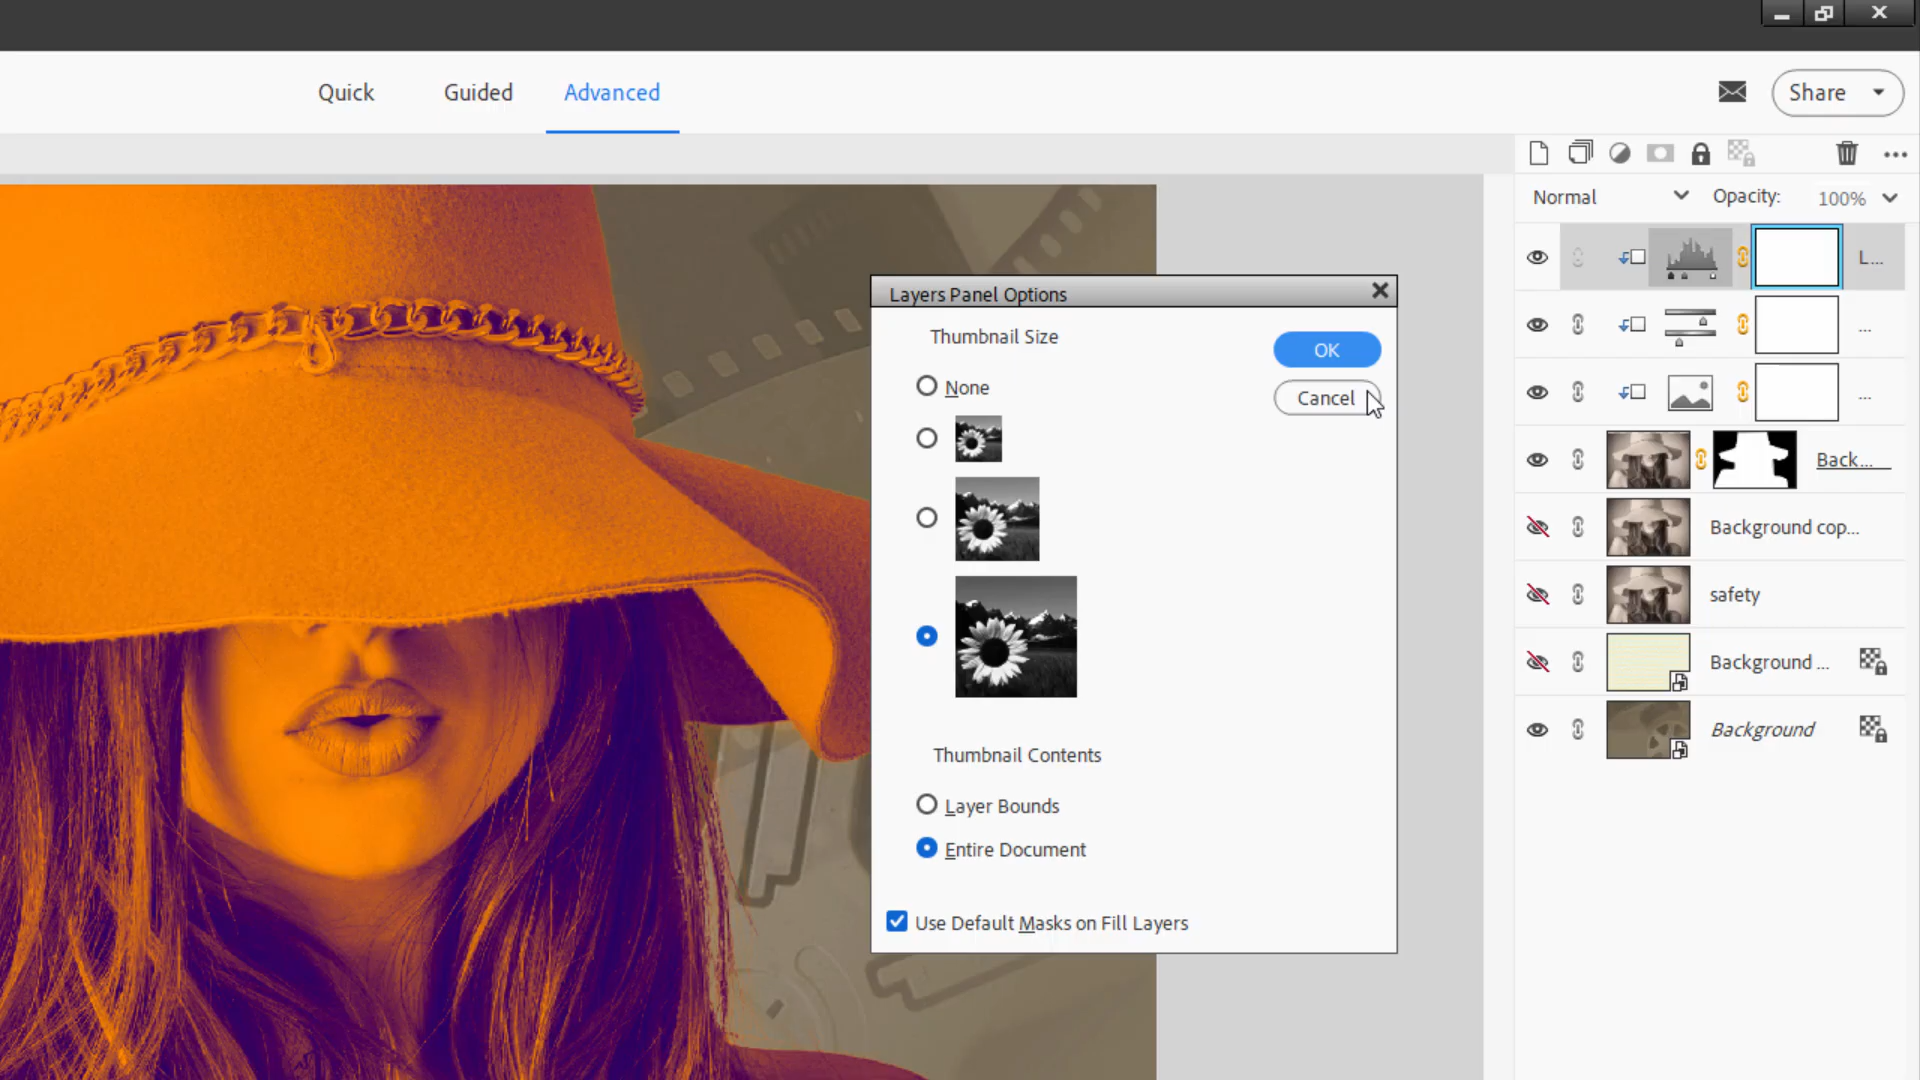 Quick Guided Advanced Share
Normal Opacity: 100%
L...
...
...
Back...
Background cop...
safety
Background ...
Background
Layers Panel Options
Thumbnail Size
OK
None
Cancel
Thumbnail Contents
Layer Bounds
Entire Document
Use Default Masks on Fill Layers